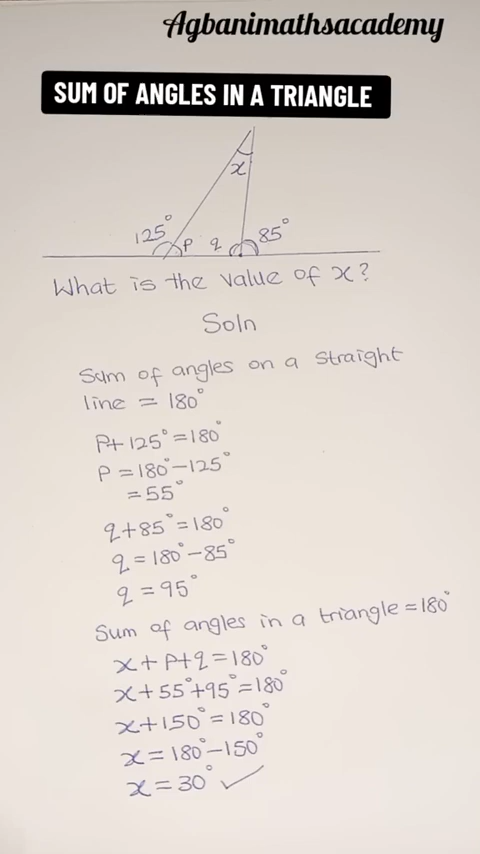 Agbanimathsacademy
SUM OF ANGLES IN A TRIANGLE
x
125° P q 85°
What is the value of x?
Soln
Sum of angles on a straight
line = 180°
P+125°=180°
P=180°-125°
=55°
q+85°=180°
q=180°-85°
q=95°
Sum of angles in a triangle=180°
x+P+q=180°
x+55°+95°=180°
x+150°=180°
x=180°-150°
x=30° ✓